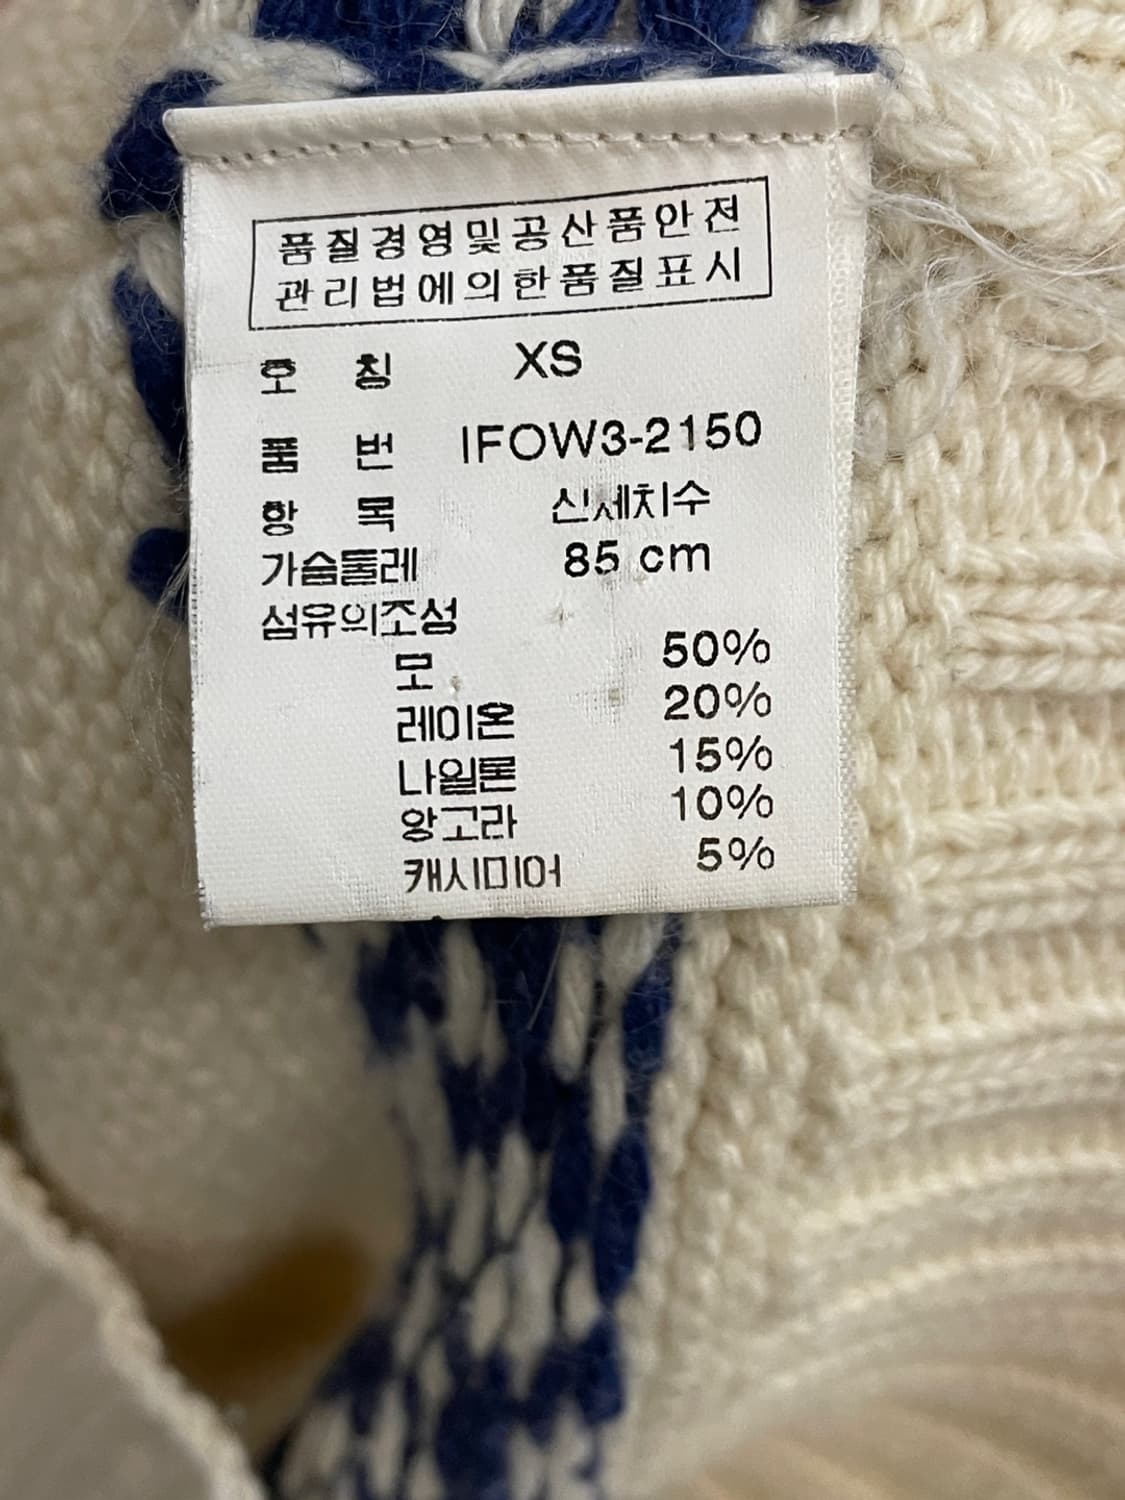 품질경영및공산품안전
관리법에의한품질표시
호 칭 XS
품 번 IFOW3-2150
항 목 신체치수
가슴둘레 85 cm
섬유의조성
모 50%
레이온 20%
나일론 15%
앙고라 10%
캐시미어 5%